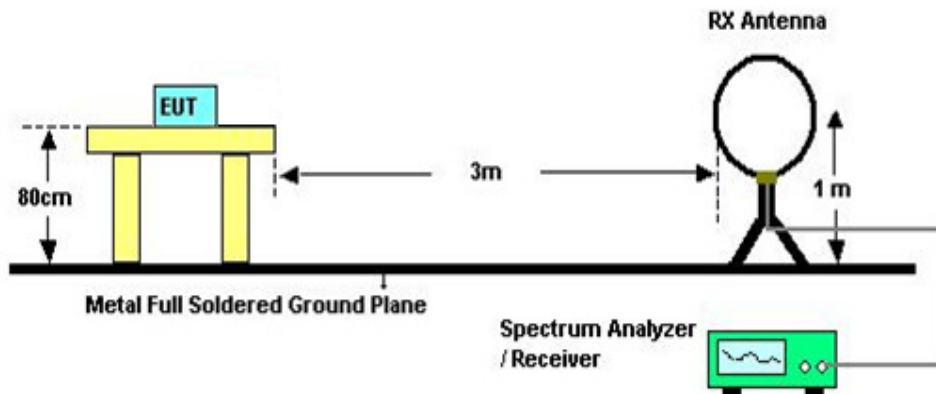 RX Antenna
EUT
80cm
3m
1 m
Metal Full Soldered Ground Plane
Spectrum Analyzer
/ Receiver